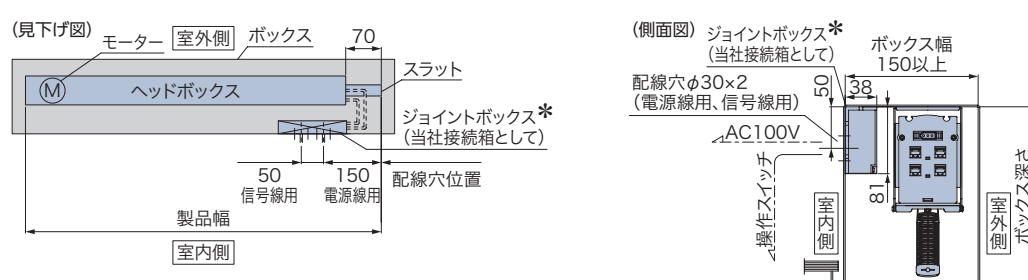 (見下げ図)
モーター
室外側
ボックス
70
スラット
M
ヘッドボックス
ジョイントボックス*
(当社接続箱として)
50
信号線用
150
電源線用
配線穴位置
製品幅
室内側
(側面図)
ジョイントボックス*
(当社接続箱として)
ボックス幅
150以上
配線穴φ30×2
(電源線用、信号線用)
50
38
AC100V
操作スイッチ
81
室内側
室外側
ボックス深さ